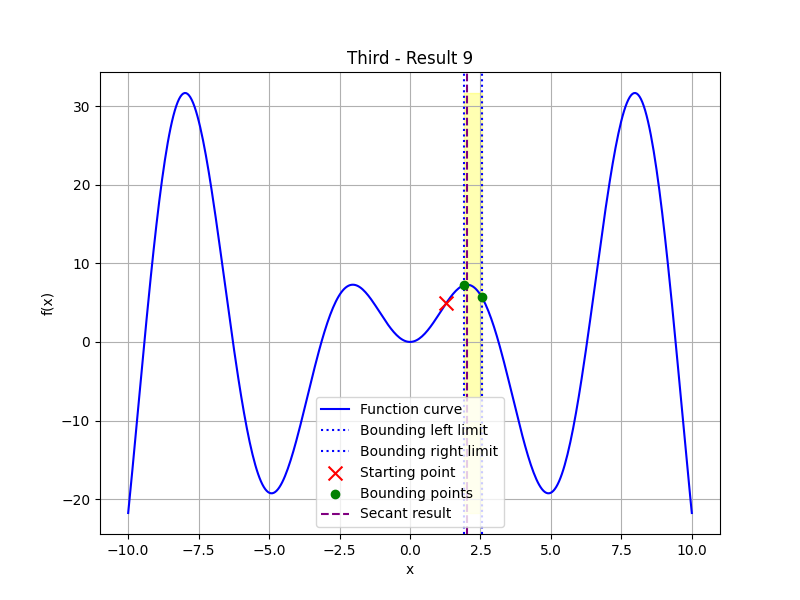 Third - Result 9
f(x)
30
20
10
0
−10
−20
Function curve
Bounding left limit
Bounding right limit
Starting point
Bounding points
Secant result
−10.0 −7.5 −5.0 −2.5 0.0 2.5 5.0 7.5 10.0
x